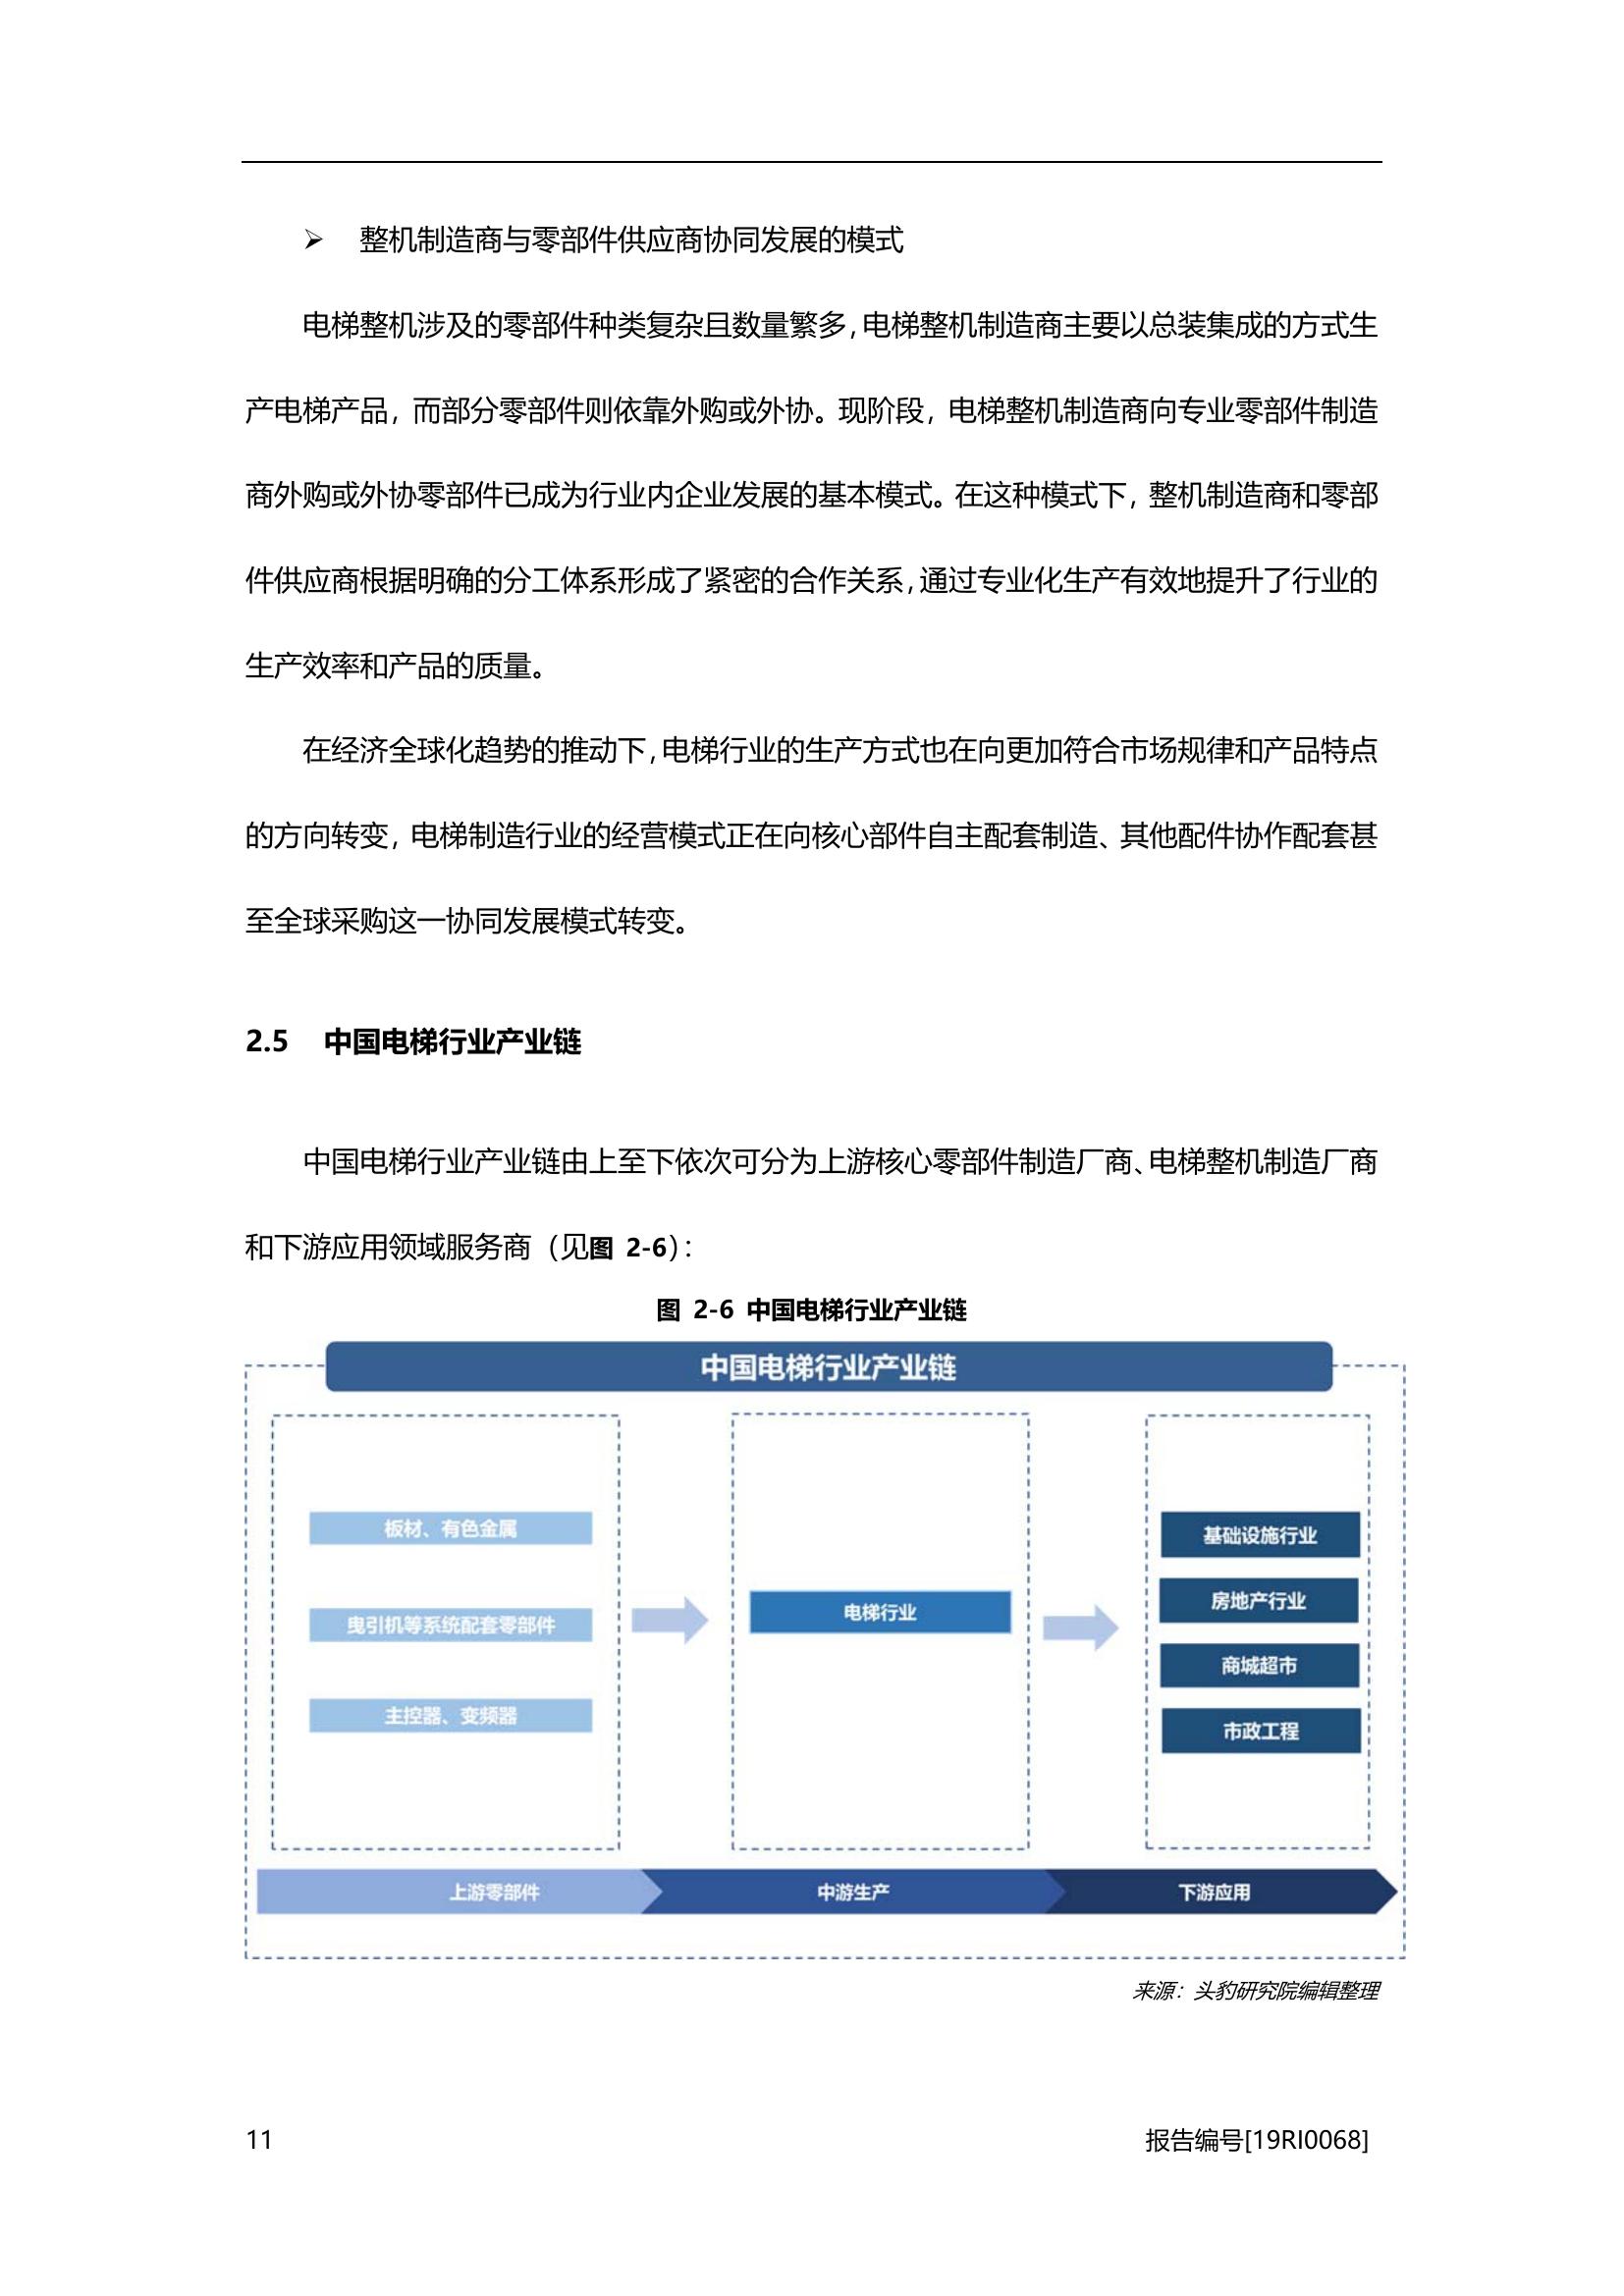 ➢ 整机制造商与零部件供应商协同发展的模式
电梯整机涉及的零部件种类复杂且数量繁多，电梯整机制造商主要以总装集成的方式生
产电梯产品，而部分零部件则依靠外购或外协。现阶段，电梯整机制造商向专业零部件制造
商外购或外协零部件已成为行业内企业发展的基本模式。在这种模式下，整机制造商和零部
件供应商根据明确的分工体系形成了紧密的合作关系，通过专业化生产有效地提升了行业的
生产效率和产品的质量。
在经济全球化趋势的推动下，电梯行业的生产方式也在向更加符合市场规律和产品特点
的方向转变，电梯制造行业的经营模式正在向核心部件自主配套制造、其他配件协作配套甚
至全球采购这一协同发展模式转变。
2.5 中国电梯行业产业链
中国电梯行业产业链由上至下依次可分为上游核心零部件制造厂商、电梯整机制造厂商
和下游应用领域服务商（见图 2-6）：
图 2-6 中国电梯行业产业链
中国电梯行业产业链
板材、有色金属
曳引机等系统配套零部件
主控器、变频器
电梯行业
基础设施行业
房地产行业
商城超市
市政工程
上游零部件
中游生产
下游应用
来源：头豹研究院编辑整理
11
报告编号[19RI0068]